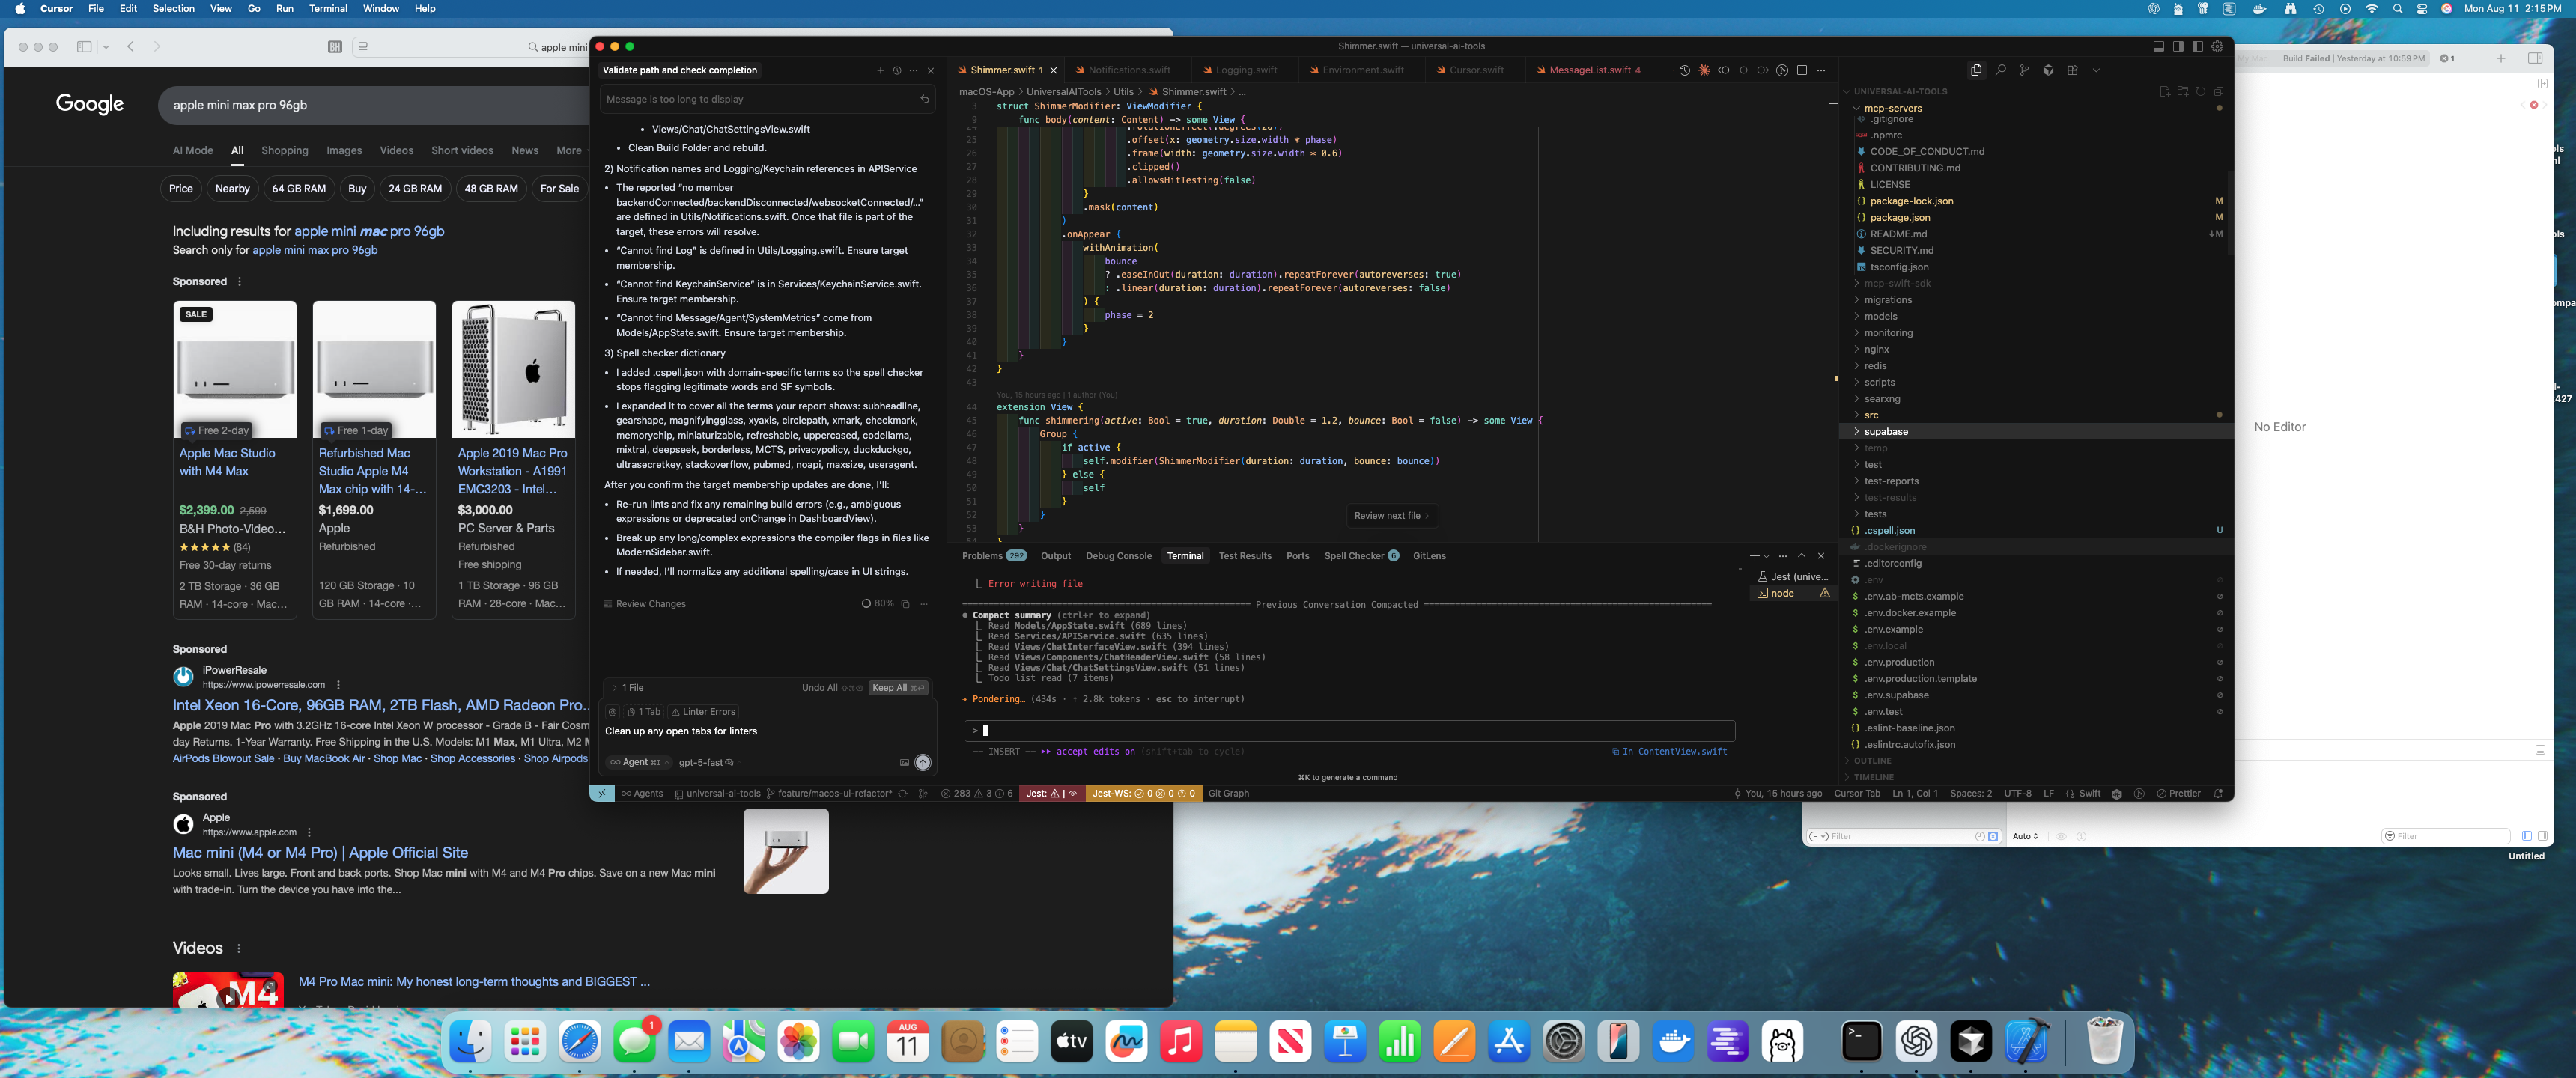 Cursor File Edit Selection View Go Run Terminal Window Help
Mon Aug 11 2:15 PM
BH
apple mini
Google
apple mini max pro 96gb
AI Mode All Shopping Images Videos Short videos News More
Price Nearby 64 GB RAM Buy 24 GB RAM 48 GB RAM For Sale
Including results for apple mini mac pro 96gb
Search only for apple mini max pro 96gb
Sponsored
SALE
Free 2-day
Apple Mac Studio
with M4 Max
$2,399.00 2,599
B&H Photo-Video...
★★★★★ (84)
Free 30-day returns
2 TB Storage · 36 GB
RAM · 14-core · Mac...
Free 1-day
Refurbished Mac
Studio Apple M4
Max chip with 14-...
$1,699.00
Apple
Refurbished
120 GB Storage · 10
GB RAM · 14-core ·...
Apple 2019 Mac Pro
Workstation - A1991
EMC3203 - Intel...
$3,000.00
PC Server & Parts
Refurbished
Free shipping
1 TB Storage · 96 GB
RAM · 28-core · Mac...
Sponsored
iPowerResale
https://www.ipowerresale.com
Intel Xeon 16-Core, 96GB RAM, 2TB Flash, AMD Radeon Pro...
Apple 2019 Mac Pro with 3.2GHz 16-core Intel Xeon W processor - Grade B - Fair Cosm
day Returns. 1-Year Warranty. Free Shipping in the U.S. Models: M1 Max, M1 Ultra, M2 M
AirPods Blowout Sale · Buy MacBook Air · Shop Mac · Shop Accessories · Shop Airpods
Sponsored
Apple
https://www.apple.com
Mac mini (M4 or M4 Pro) | Apple Official Site
Looks small. Lives large. Front and back ports. Shop Mac mini with M4 and M4 Pro chips. Save on a new Mac mini
with trade-in. Turn the device you have into the...
Videos
M4
M4 Pro Mac mini: My honest long-term thoughts and BIGGEST ...
Shimmer.swift — universal-ai-tools
Validate path and check completion
Message is too long to display
• Views/Chat/ChatSettingsView.swift
• Clean Build Folder and rebuild.
2) Notification names and Logging/Keychain references in APIService
• The reported “no member
backendConnected/backendDisconnected/websocketConnected/…”
are defined in Utils/Notifications.swift. Once that file is part of the
target, these errors will resolve.
• “Cannot find Log” is defined in Utils/Logging.swift. Ensure target
membership.
• “Cannot find KeychainService” is in Services/KeychainService.swift.
Ensure target membership.
• “Cannot find Message/Agent/SystemMetrics” come from
Models/AppState.swift. Ensure target membership.
3) Spell checker dictionary
• I added .cspell.json with domain-specific terms so the spell checker
stops flagging legitimate words and SF symbols.
• I expanded it to cover all the terms your report shows: subheadline,
gearshape, magnifyingglass, xyaxis, circlepath, xmark, checkmark,
memorychip, miniaturizable, refreshable, uppercased, codellama,
mixtral, deepseek, borderless, MCTS, privacypolicy, duckduckgo,
ultrasecretkey, stackoverflow, pubmed, noapi, maxsize, useragent.
After you confirm the target membership updates are done, I’ll:
• Re-run lints and fix any remaining build errors (e.g., ambiguous
expressions or deprecated onChange in DashboardView).
• Break up any long/complex expressions the compiler flags in files like
ModernSidebar.swift.
• If needed, I’ll normalize any additional spelling/case in UI strings.
Review Changes 80%
1 File Undo All Keep All
@ 1 Tab Linter Errors
Clean up any open tabs for linters
Agent ⌘I gpt-5-fast
Shimmer.swift 1 Notifications.swift Logging.swift Environment.swift Cursor.swift MessageList.swift 4
macOS-App > UniversalAITools > Utils > Shimmer.swift > ...
3 struct ShimmerModifier: ViewModifier {
9 func body(content: Content) -> some View {
24 .rotationEffect(.degrees(20))
25 .offset(x: geometry.size.width * phase)
26 .frame(width: geometry.size.width * 0.6)
27 .clipped()
28 .allowsHitTesting(false)
29 }
30 .mask(content)
31 )
32 .onAppear {
33 withAnimation(
34 bounce
35 ? .easeInOut(duration: duration).repeatForever(autoreverses: true)
36 : .linear(duration: duration).repeatForever(autoreverses: false)
37 ) {
38 phase = 2
39 }
40 }
41 }
42 }
43
You, 15 hours ago | 1 author (You)
44 extension View {
45 func shimmering(active: Bool = true, duration: Double = 1.2, bounce: Bool = false) -> some View {
46 Group {
47 if active {
48 self.modifier(ShimmerModifier(duration: duration, bounce: bounce))
49 } else {
50 self
51 }
52 }
53 }
54 }
Review next file >
Problems 292 Output Debug Console Terminal Test Results Ports Spell Checker 6 GitLens
Error writing file
Previous Conversation Compacted
Compact summary (ctrl+r to expand)
Read Models/AppState.swift (689 lines)
Read Services/APIService.swift (635 lines)
Read Views/ChatInterfaceView.swift (394 lines)
Read Views/Components/ChatHeaderView.swift (58 lines)
Read Views/Chat/ChatSettingsView.swift (51 lines)
Todo list read (7 items)
Pondering… (434s · ↑ 2.8k tokens · esc to interrupt)
>
-- INSERT -- ▸▸ accept edits on (shift+tab to cycle)
In ContentView.swift
⌘K to generate a command
Jest (unive...
node
UNIVERSAL-AI-TOOLS
mcp-servers
.gitignore
.npmrc
CODE_OF_CONDUCT.md
CONTRIBUTING.md
LICENSE
package-lock.json M
package.json M
README.md ↓M
SECURITY.md
tsconfig.json
mcp-swift-sdk
migrations
models
monitoring
nginx
redis
scripts
searxng
src
supabase
temp
test
test-reports
test-results
tests
.cspell.json U
.dockerignore
.editorconfig
.env
.env.ab-mcts.example
.env.docker.example
.env.example
.env.local
.env.production
.env.production.template
.env.supabase
.env.test
.eslint-baseline.json
.eslintrc.autofix.json
OUTLINE
TIMELINE
Agents universal-ai-tools feature/macos-ui-refactor* 283 3 6 Jest: Jest-WS: 0 0 0 Git Graph
You, 15 hours ago Cursor Tab Ln 1, Col 1 Spaces: 2 UTF-8 LF Swift Prettier
My Mac Build Failed | Yesterday at 10:59 PM 1
No Editor
Filter
Auto
Filter
ols
ompa
427
Untitled
AUG
11
tv
1